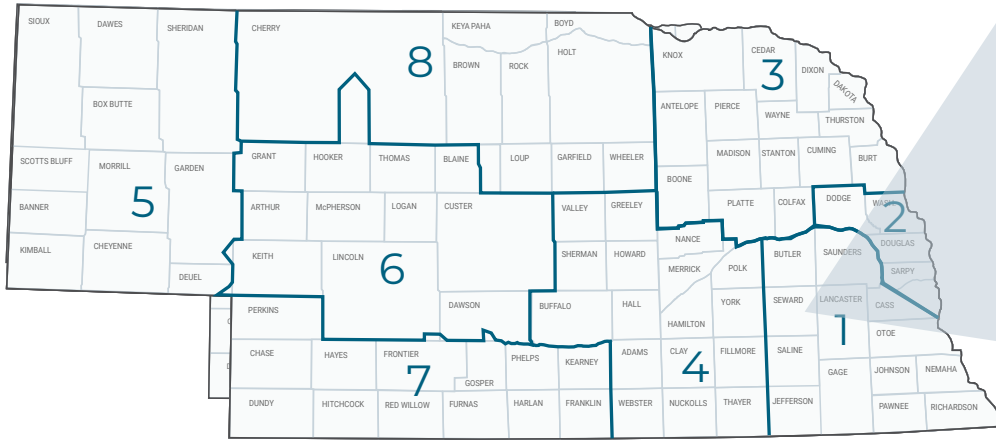 SIOUX
DAWES
SHERIDAN
CHERRY
KEYA PAHA
BOYD
HOLT
BROWN
ROCK
8
KNOX
CEDAR
3
DIXON
DAKOTA
BOX BUTTE
ANTELOPE
PIERCE
WAYNE
THURSTON
SCOTTS BLUFF
MORRILL
GARDEN
GRANT
HOOKER
THOMAS
BLAINE
LOUP
GARFIELD
WHEELER
MADISON
STANTON
CUMING
BURT
BOONE
BANNER
5
ARTHUR
McPHERSON
LOGAN
CUSTER
VALLEY
GREELEY
PLATTE
COLFAX
DODGE
WASH
2
KIMBALL
CHEYENNE
DEUEL
KEITH
LINCOLN
6
SHERMAN
HOWARD
NANCE
MERRICK
POLK
BUTLER
SAUNDERS
DOUGLAS
SARPY
PERKINS
DAWSON
BUFFALO
HALL
HAMILTON
YORK
SEWARD
LANCASTER
CASS
1
OTOE
CHASE
HAYES
FRONTIER
7
GOSPER
PHELPS
KEARNEY
ADAMS
CLAY
4
FILLMORE
SALINE
GAGE
JOHNSON
NEMAHA
DUNDY
HITCHCOCK
RED WILLOW
FURNAS
HARLAN
FRANKLIN
WEBSTER
NUCKOLLS
THAYER
JEFFERSON
PAWNEE
RICHARDSON